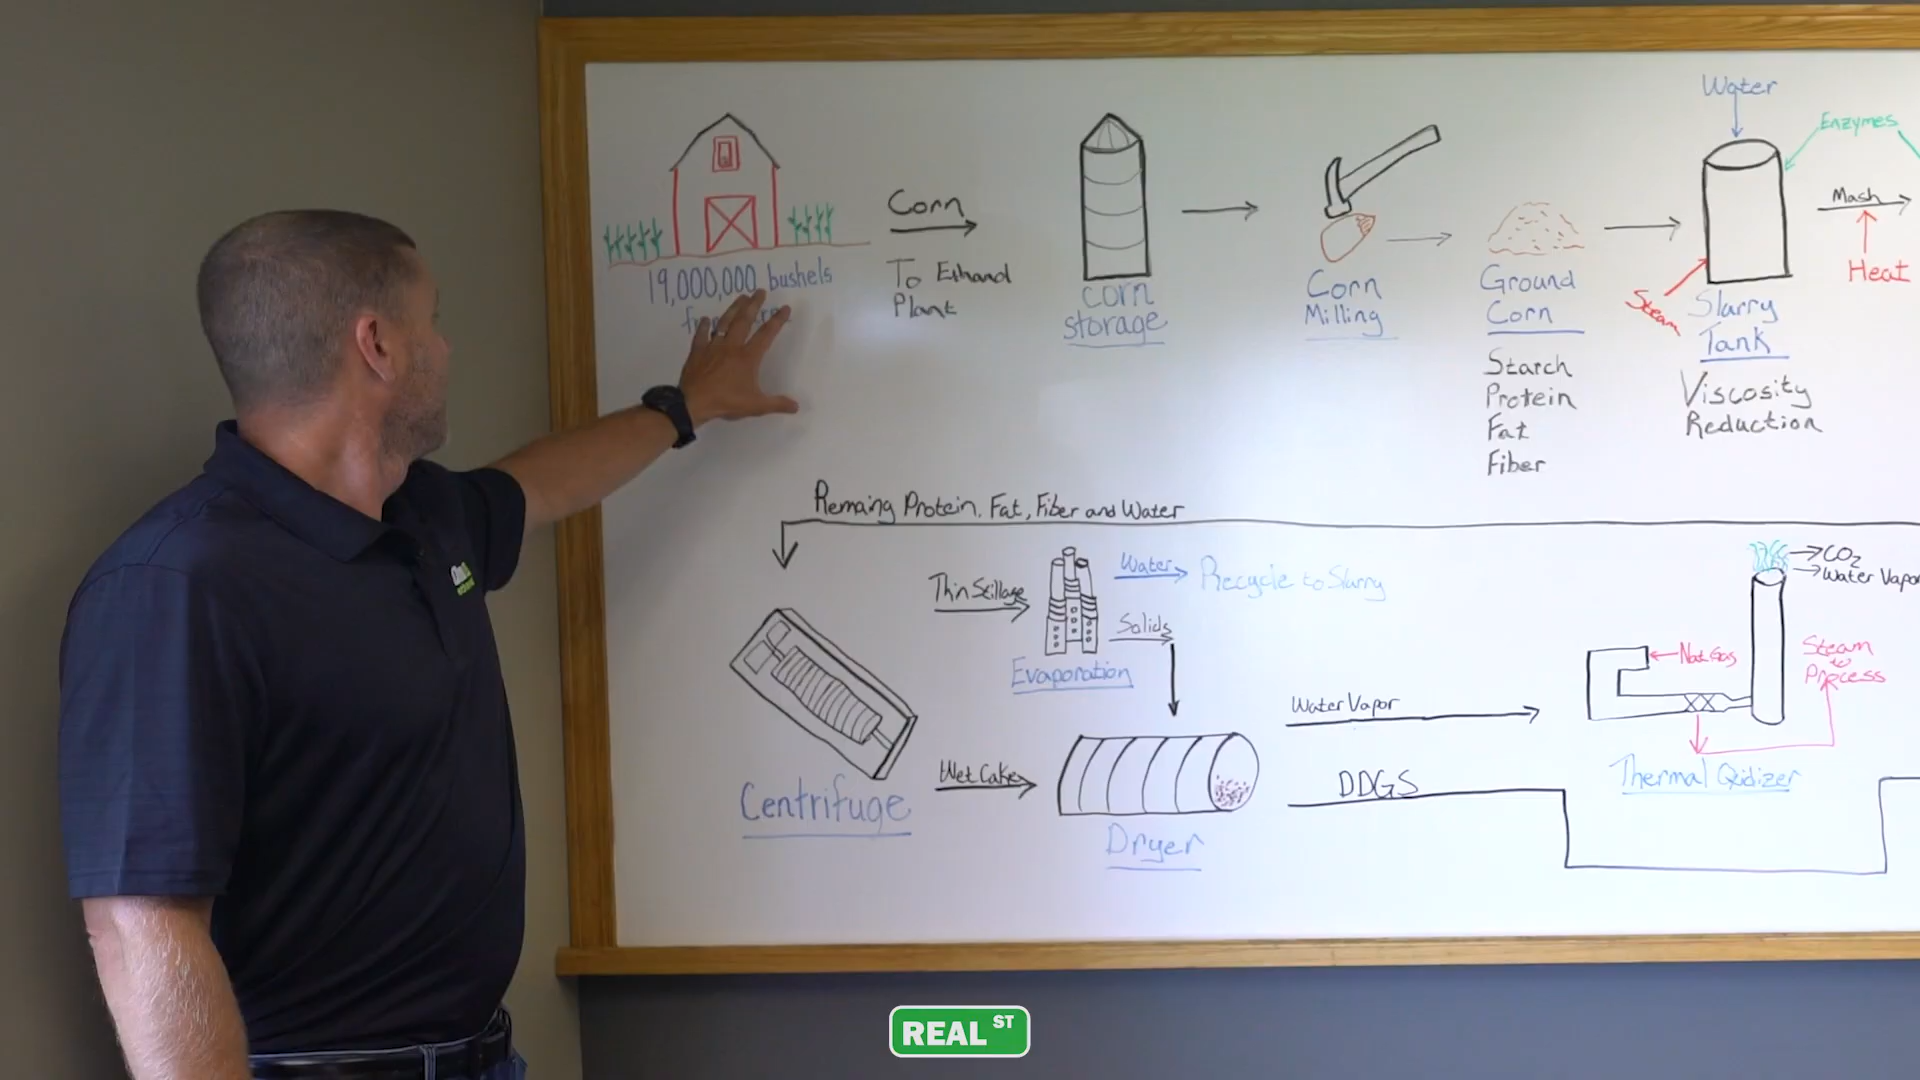 Water
Enzymes
Corn
Mash
To Ethanol
Plant
19,000,000 bushels
Corn
Storage
Corn
Milling
Ground
Corn
Steam
Slurry
Tank
Heat
Starch
Protein
Fat
Fiber
Viscosity
Reduction
Remaing Protein, Fat, Fiber and Water
Thin Stillage
Water
Recycle to Slurry
Solids
Evaporation
CO2
Water Vapor
Nat Gas
Steam
to
Process
Water Vapor
Centrifuge
Wet Cake
Dryer
DDGS
Thermal Oxidizer
REAL ST